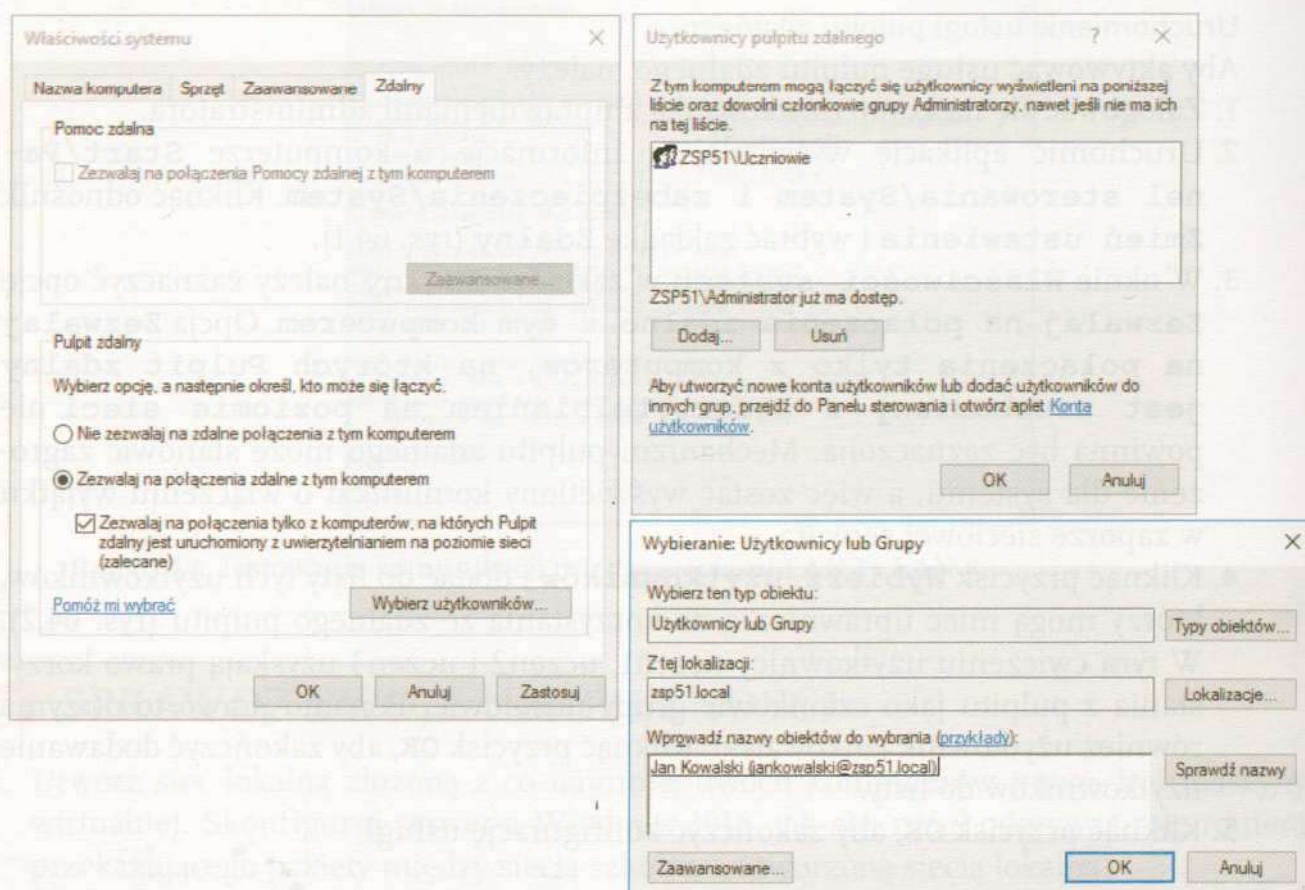 Właściwości systemu
Nazwa komputera Sprzęt Zaawansowane Zdalny
Pomoc zdalna
Zezwalaj na połączenia Pomocy zdalnej z tym komputerem
Zaawansowane...
Pulpit zdalny
Wybierz opcję, a następnie określ, kto może się łączyć.
Nie zezwalaj na zdalne połączenia z tym komputerem
Zezwalaj na połączenia zdalne z tym komputerem
Zezwalaj na połączenia tylko z komputerów, na których Pulpit
zdalny jest uruchomiony z uwierzytelnianiem na poziomie sieci
(zalecane)
Pomóż mi wybrać
Wybierz użytkowników...
OK Anuluj Zastosuj
Użytkownicy pulpitu zdalnego
Z tym komputerem mogą łączyć się użytkownicy wyświetleni na poniższej
liście oraz dowolni członkowie grupy Administratorzy, nawet jeśli nie ma ich
na tej liście.
ZSP51\Uczniowie
ZSP51\Administrator już ma dostęp.
Dodaj... Usuń
Aby utworzyć nowe konta użytkowników lub dodać użytkowników do
innych grup, przejdź do Panelu sterowania i otwórz aplet Konta
użytkowników.
OK Anuluj
Wybieranie: Użytkownicy lub Grupy
Wybierz ten typ obiektu:
Użytkownicy lub Grupy
Typy obiektów...
Z tej lokalizacji:
zsp51.local
Lokalizacje...
Wprowadź nazwy obiektów do wybrania (przykłady):
Jan Kowalski (jankowalski@zsp51.local)
Sprawdź nazwy
Zaawansowane...
OK Anuluj